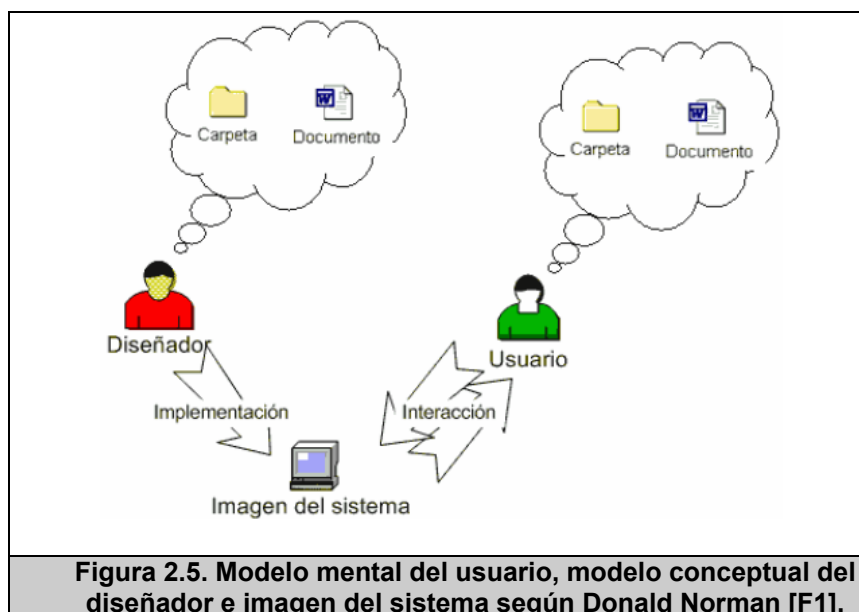 Carpeta
Documento
Carpeta
Documento
Diseñador
Usuario
Implementación
Interacción
Imagen del sistema
Figura 2.5. Modelo mental del usuario, modelo conceptual del
diseñador e imagen del sistema según Donald Norman [F1].